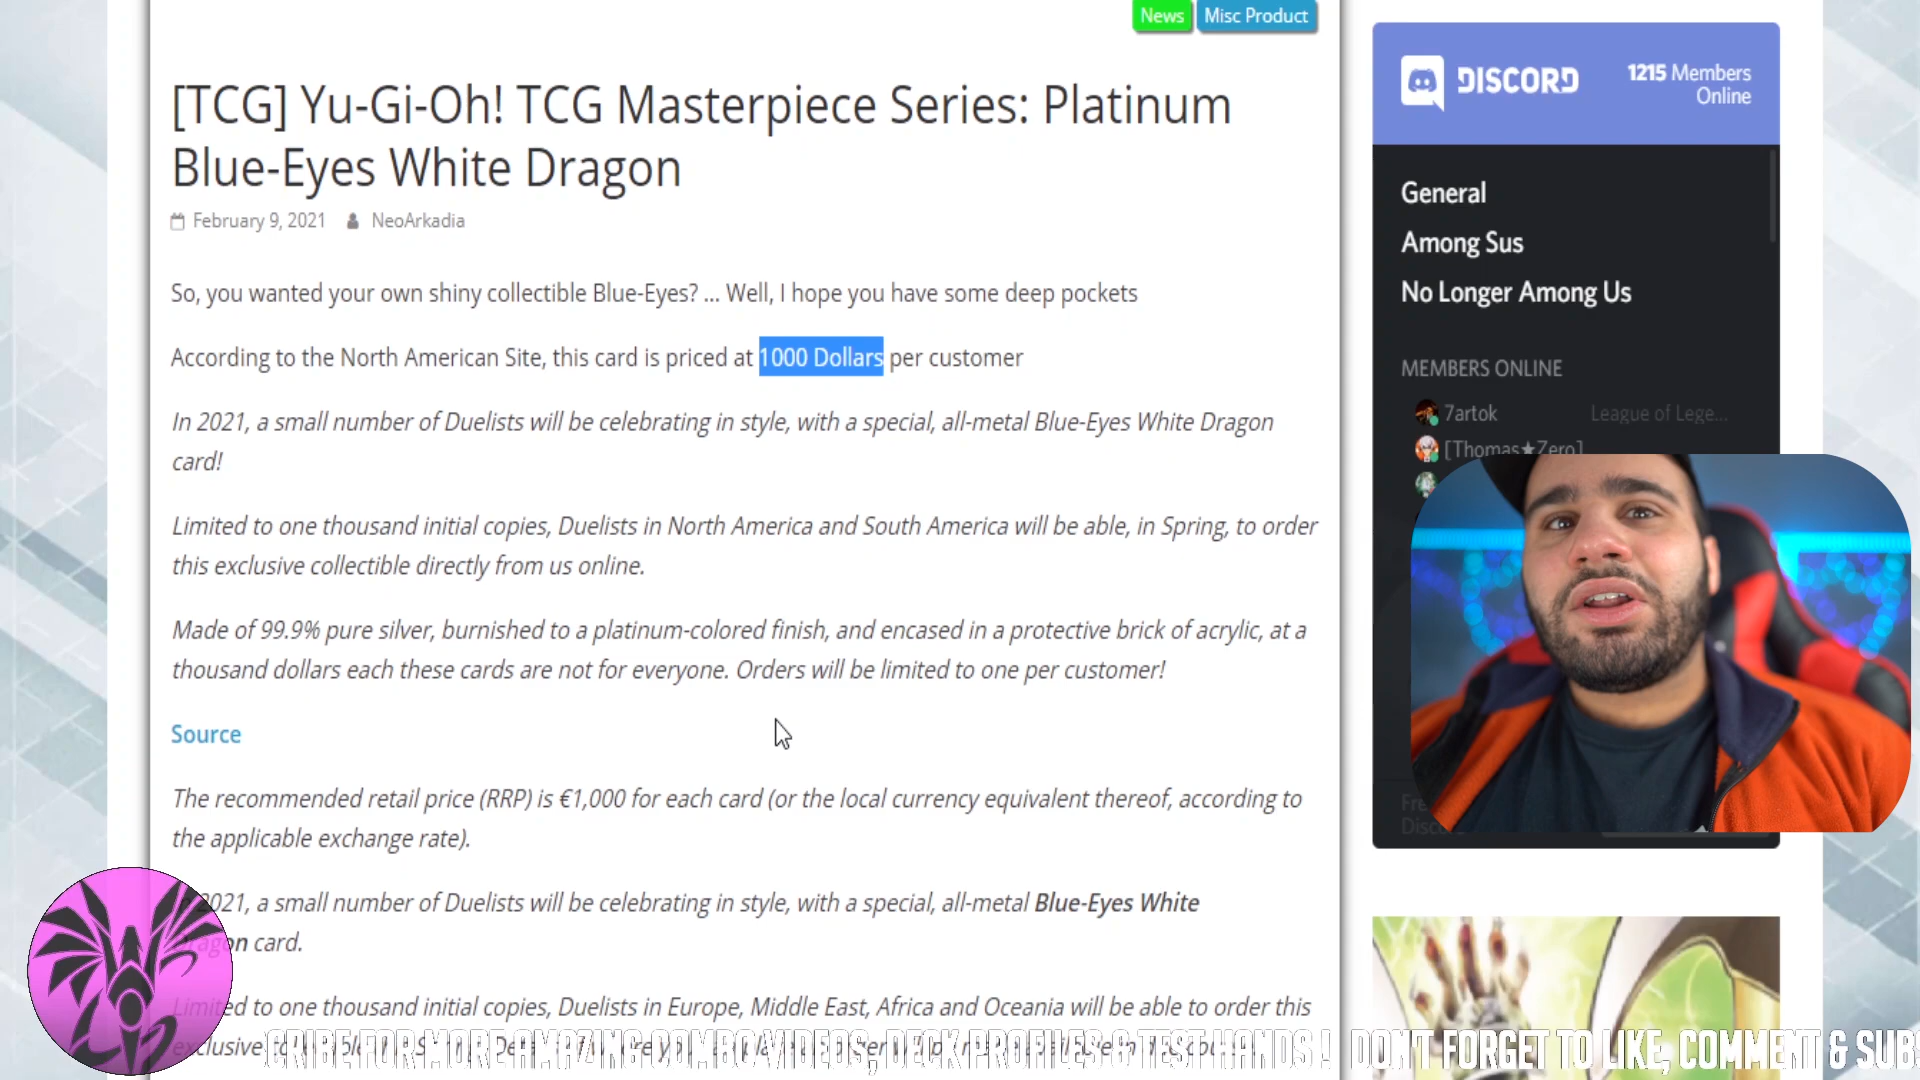 News
Misc Product
[TCG] Yu-Gi-Oh! TCG Masterpiece Series: Platinum
Blue-Eyes White Dragon
February 9, 2021 NeoArkadia
So, you wanted your own shiny collectible Blue-Eyes? ... Well, I hope you have some deep pockets
According to the North American Site, this card is priced at 1000 Dollars per customer
In 2021, a small number of Duelists will be celebrating in style, with a special, all-metal Blue-Eyes White Dragon
card!
Limited to one thousand initial copies, Duelists in North America and South America will be able, in Spring, to order
this exclusive collectible directly from us online.
Made of 99.9% pure silver, burnished to a platinum-colored finish, and encased in a protective brick of acrylic, at a
thousand dollars each these cards are not for everyone. Orders will be limited to one per customer!
Source
The recommended retail price (RRP) is €1,000 for each card (or the local currency equivalent thereof, according to
the applicable exchange rate).
2021, a small number of Duelists will be celebrating in style, with a special, all-metal Blue-Eyes White
card.
to one thousand initial copies, Duelists in Europe, Middle East, Africa and Oceania will be able to order this
CRIBE FOR MORE AMAZING COMBO VIDEOS, DECK PROFILES & TEST HANDS ! DON'T FORGET TO LIKE, COMMENT & SUBS
DISCORD
1215 Members
Online
General
Among Sus
No Longer Among Us
MEMBERS ONLINE
7artok League of Lege...
[Thomas★Zero]